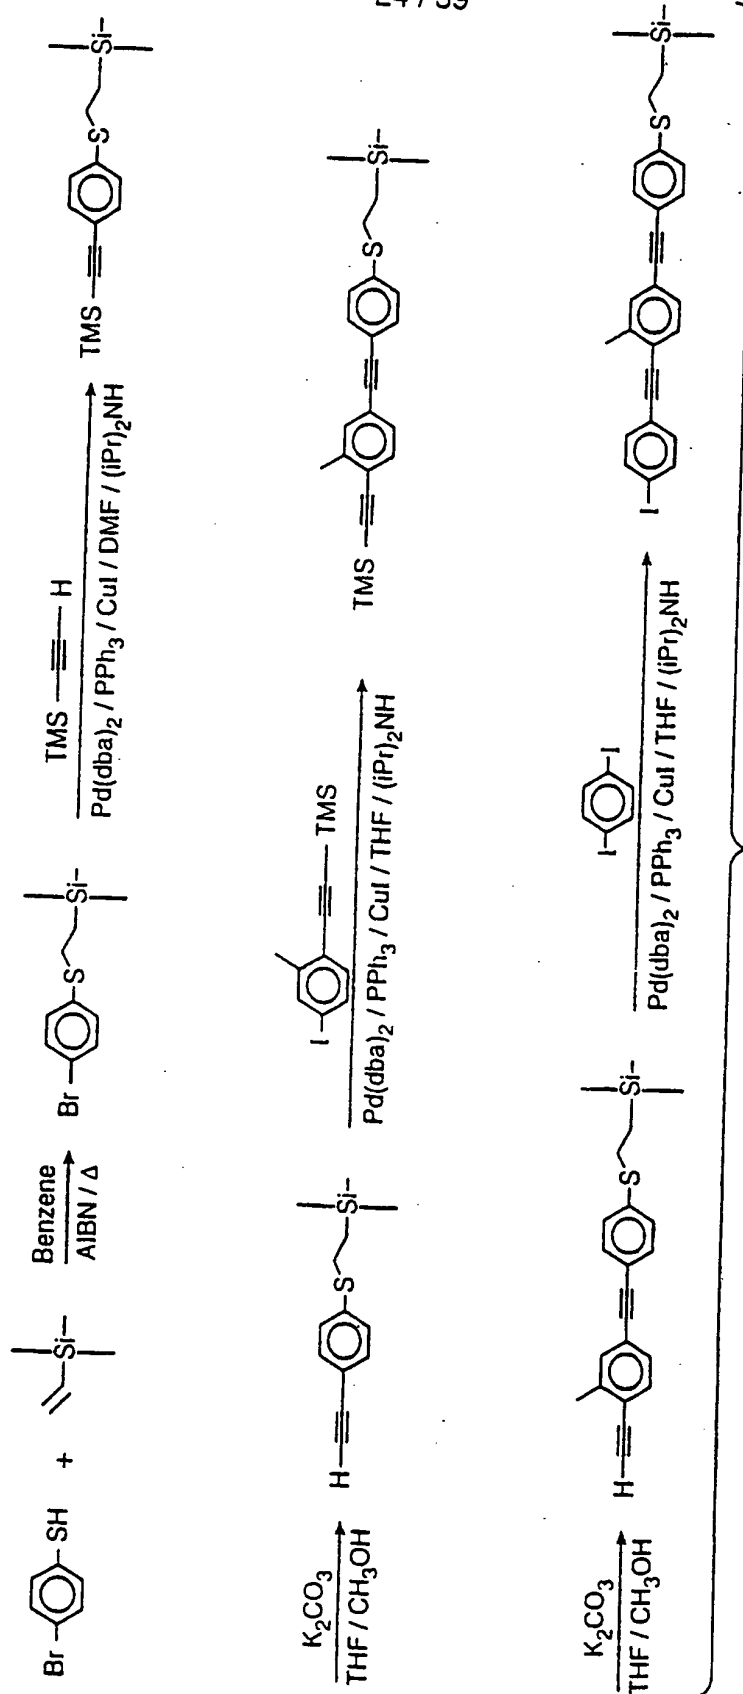 Br
SH
+
Si
Benzene
AIBN / Δ
Br
S
Si
TMS
H
Pd(dba)₂ / PPh₃ / CuI / DMF / (iPr)₂NH
TMS
S
Si
K₂CO₃
THF / CH₃OH
H
S
Si
I
TMS
Pd(dba)₂ / PPh₃ / CuI / THF / (iPr)₂NH
TMS
S
Si
K₂CO₃
THF / CH₃OH
H
S
Si
I
I
Pd(dba)₂ / PPh₃ / CuI / THF / (iPr)₂NH
I
S
Si